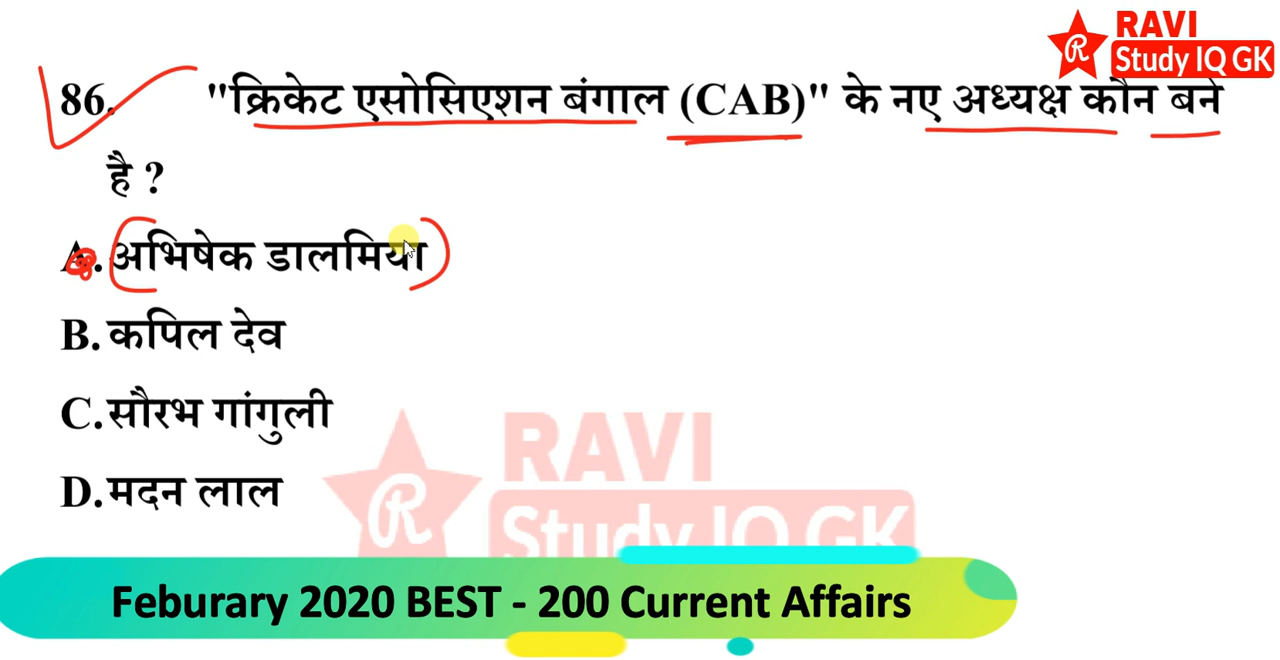 RAVI
Study IQ GK
86. "क्रिकेट एसोसिएशन बंगाल (CAB)" के नए अध्यक्ष कौन बने
है ?
A. अभिषेक डालमिया
B. कपिल देव
C. सौरभ गांगुली
D. मदन लाल
RAVI
Study IQ GK
Feburary 2020 BEST - 200 Current Affairs